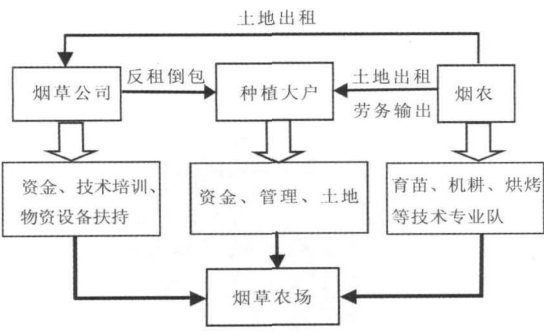 土地出租
烟草公司
反租倒包
种植大户
土地出租
劳务输出
烟农
资金、技术培训、
物资设备扶持
资金、管理、土地
育苗、机耕、烘烤
等技术专业队
烟草农场